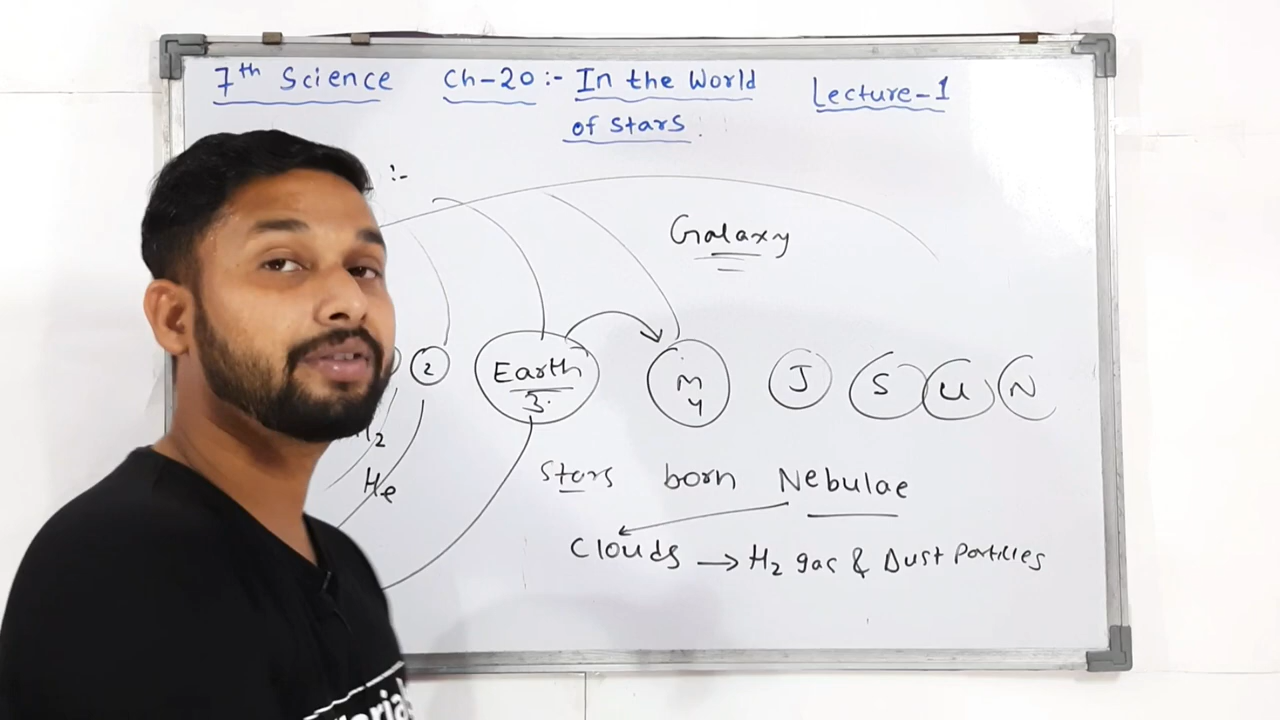 7th Science Ch-20:- In the World Lecture-1
of stars.
:-
Galaxy
2 Earth 3. M 4 J S U N
H2
He
Stars born Nebulae
Clouds → H2 gas & Dust Particles